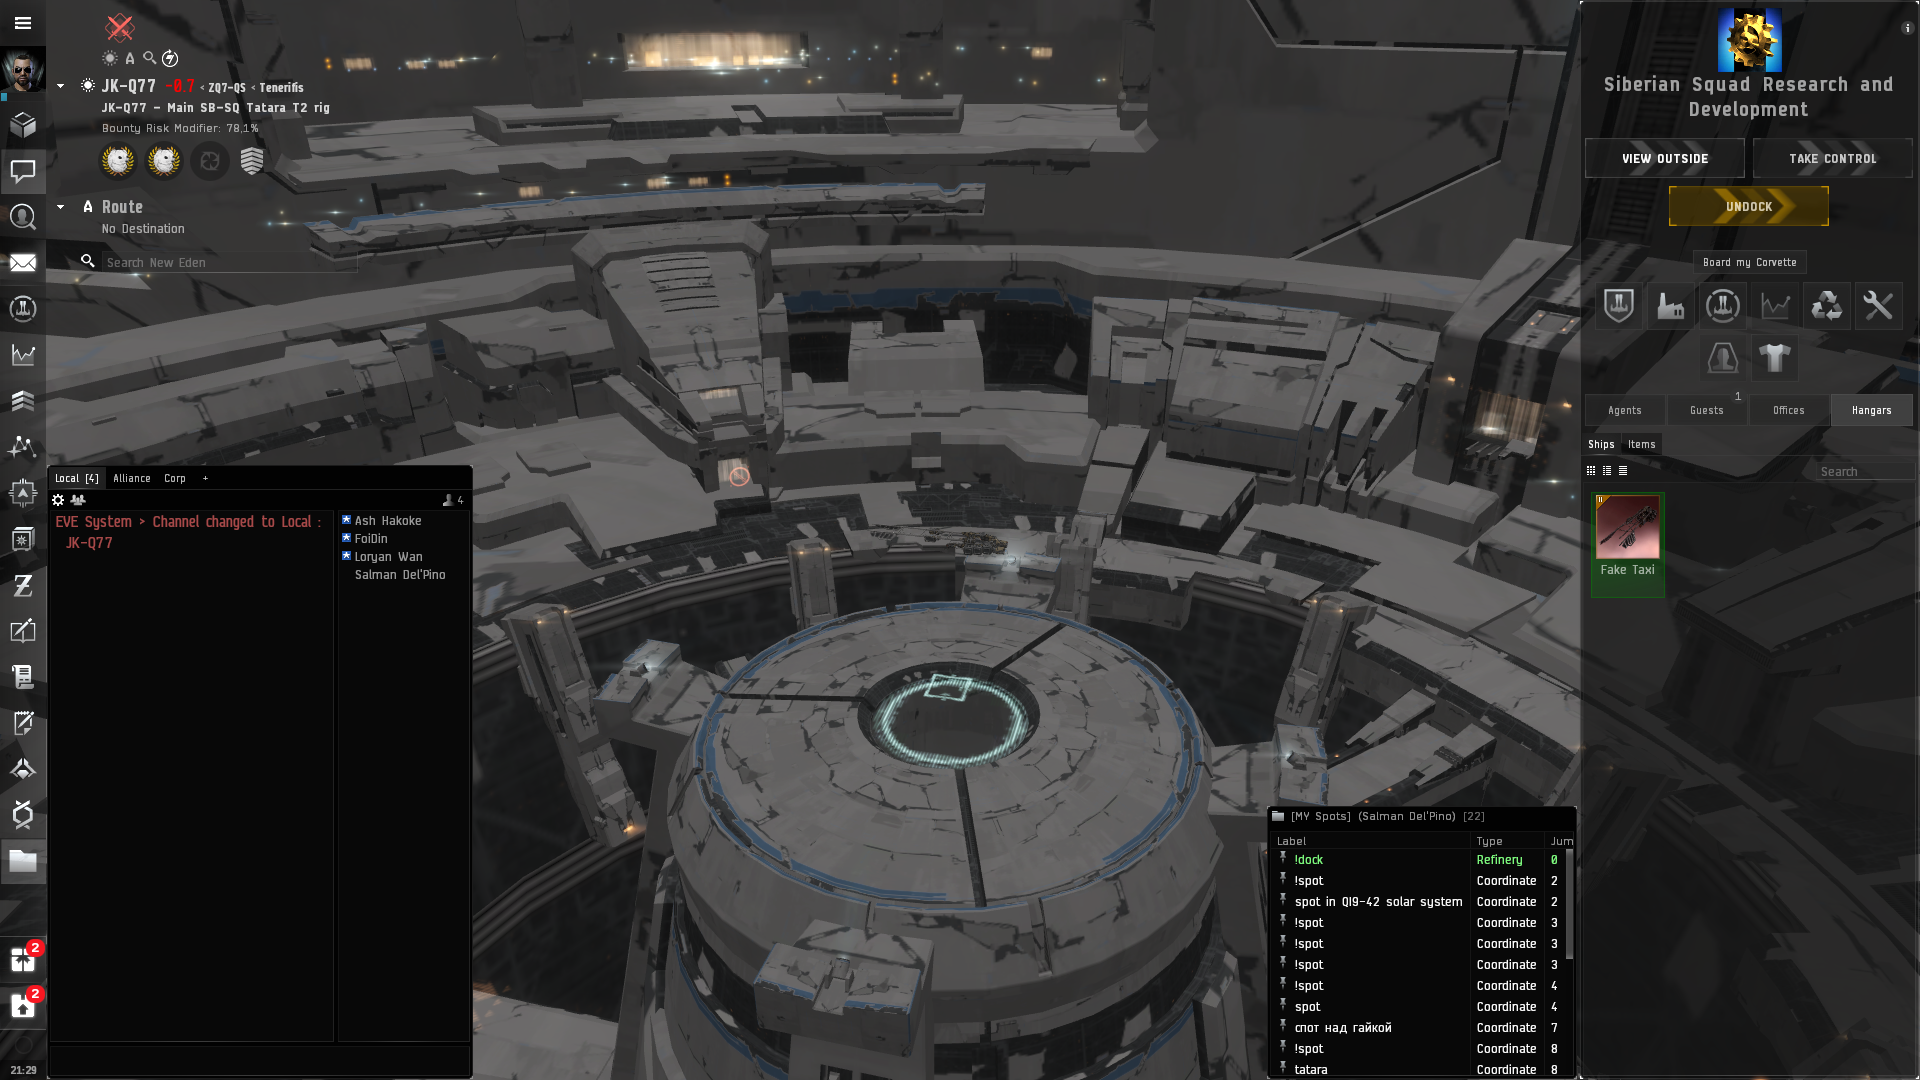 JK-Q77 -0.7 < ZQ7-QS < Tenerifis
JK-Q77 - Main SB-SQ Tatara T2 rig
Bounty Risk Modifier: 78,1%
A Route
No Destination
Search New Eden
Local [4] Alliance Corp +
4
EVE System > Channel changed to Local :
JK-Q77
Ash Hakoke
FoiDin
Loryan Wan
Salman Del'Pino
2
2
21:29
Siberian Squad Research and
Development
VIEW OUTSIDE TAKE CONTROL
UNDOCK
Board my Corvette
Agents Guests 1 Offices Hangars
Ships Items
Search
II
Fake Taxi
[MY Spots] (Salman Del'Pino) [22]
Label Type Jum
!dock Refinery 0
!spot Coordinate 2
spot in QI9-42 solar system Coordinate 2
!spot Coordinate 3
!spot Coordinate 3
!spot Coordinate 3
!spot Coordinate 4
spot Coordinate 4
спот над гайкой Coordinate 7
!spot Coordinate 8
tatara Coordinate 8